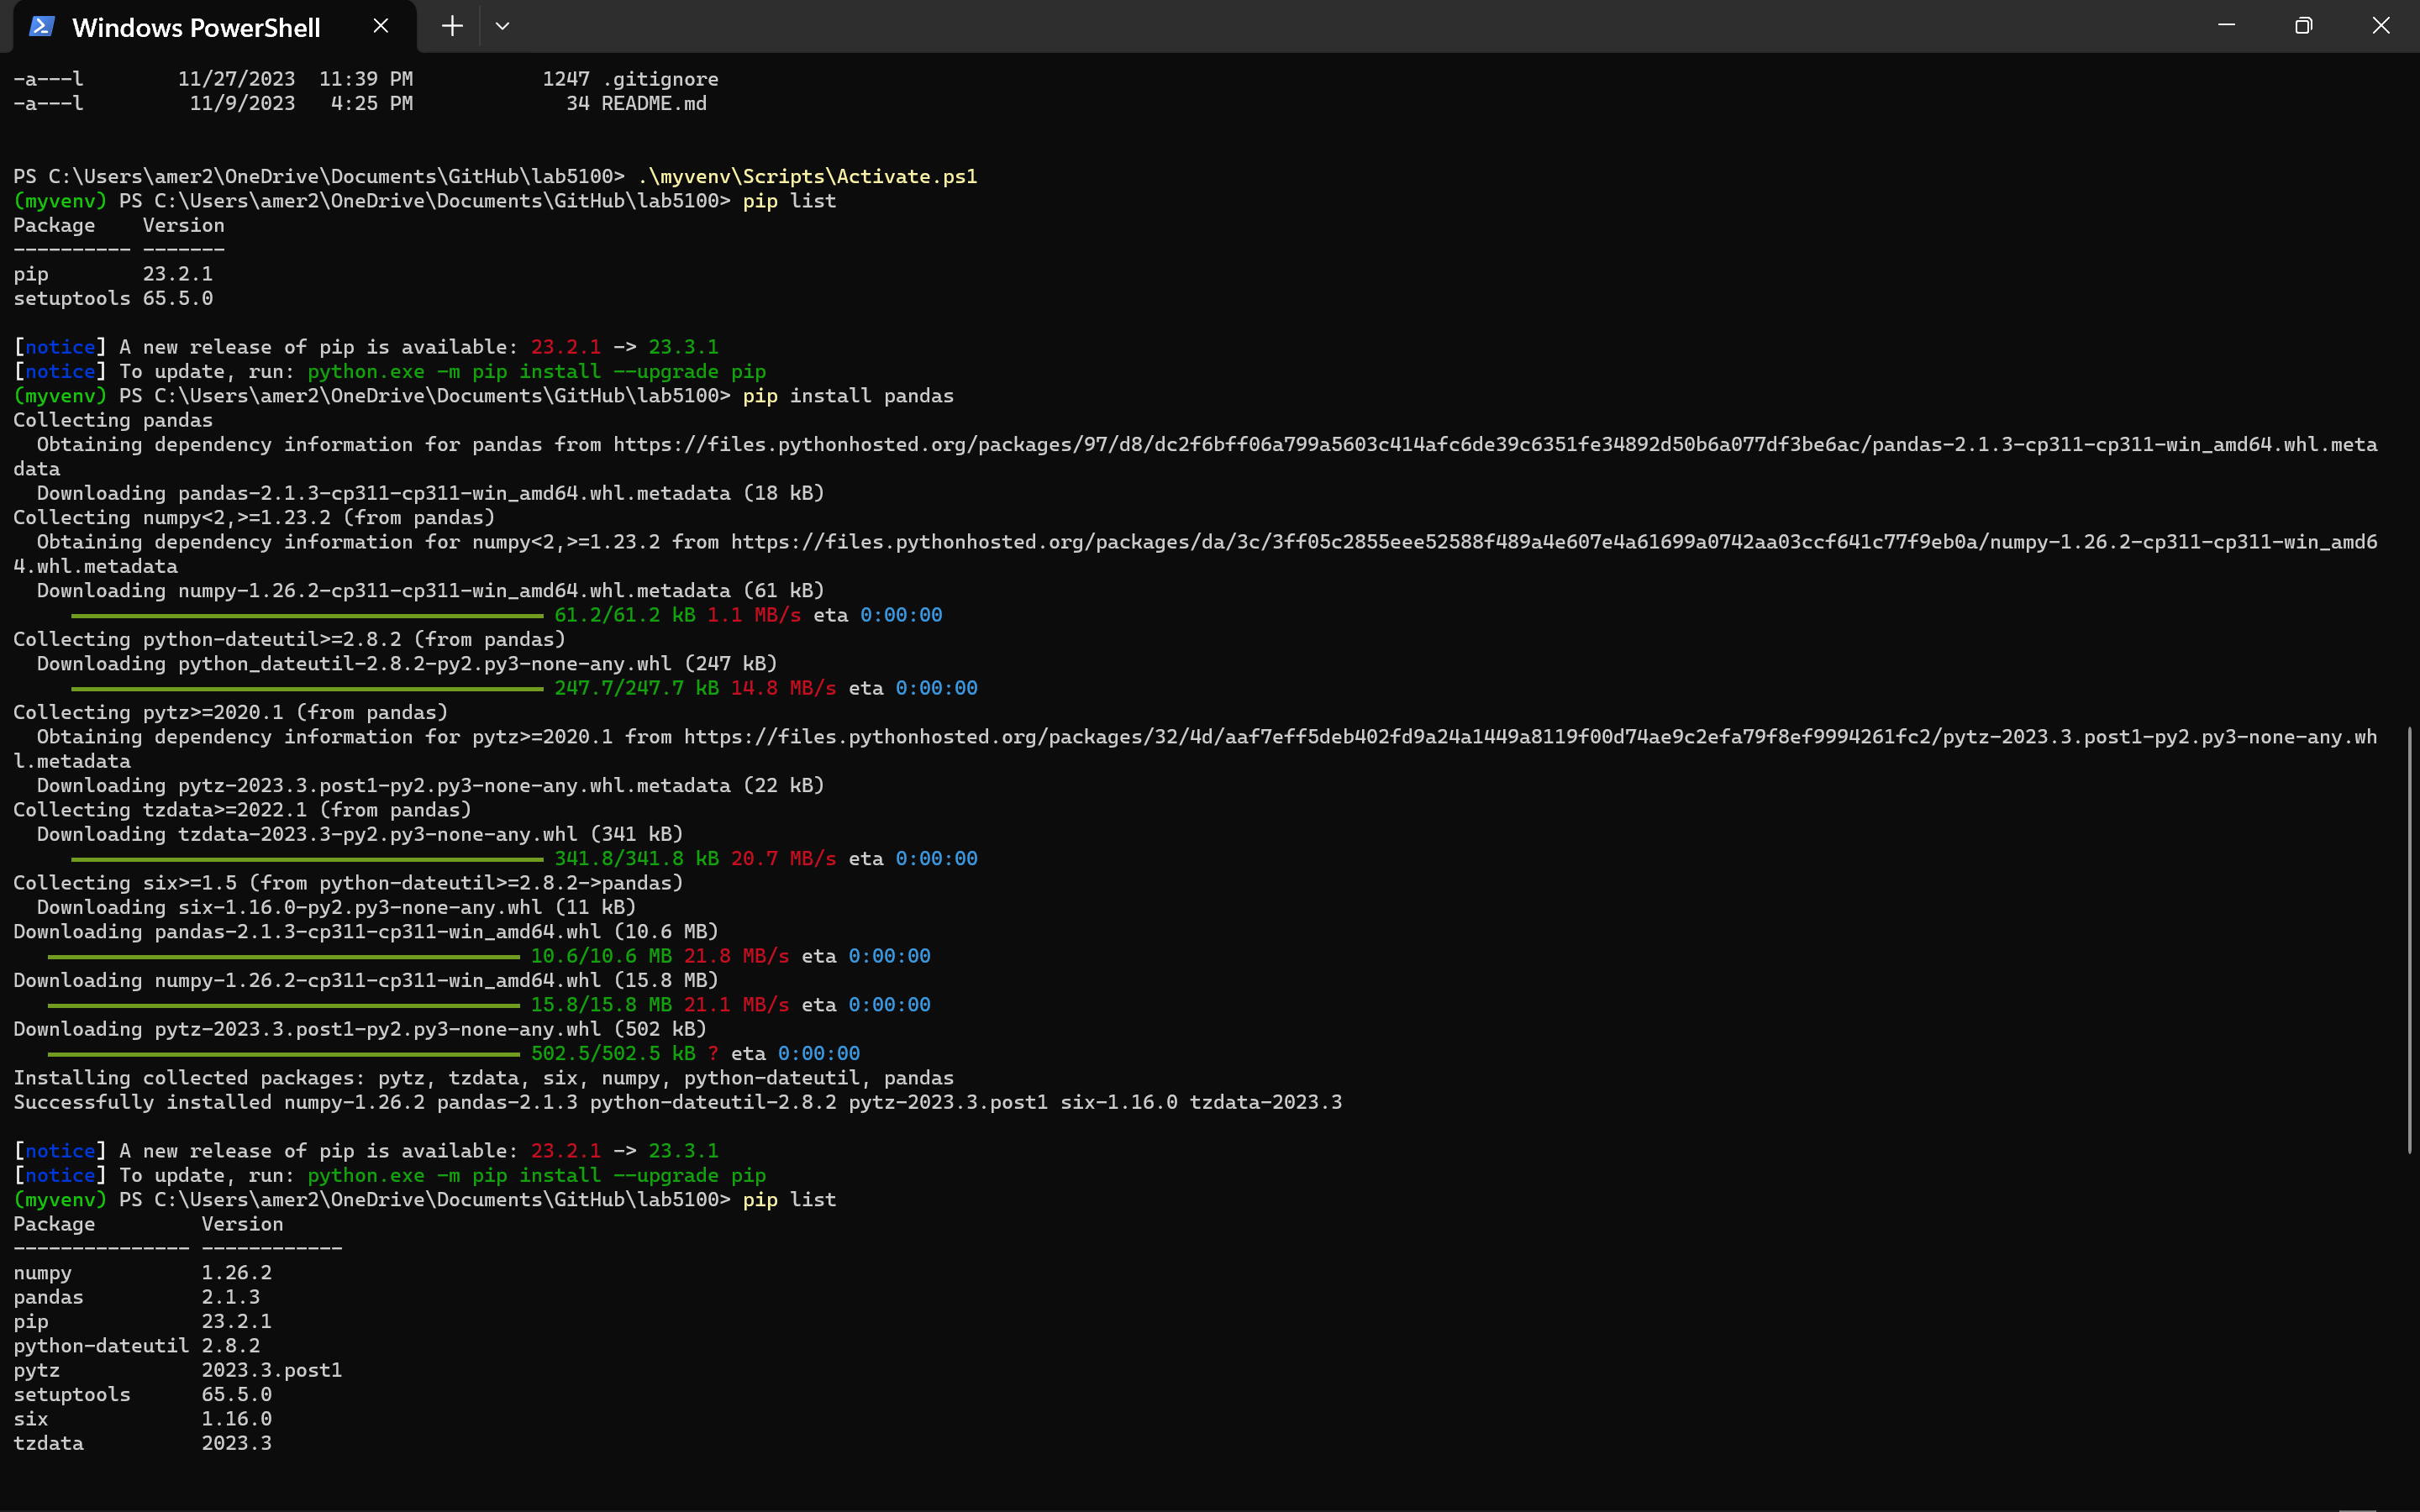 Windows PowerShell
-a---l        11/27/2023  11:39 PM           1247 .gitignore
-a---l         11/9/2023   4:25 PM             34 README.md
PS C:\Users\amer2\OneDrive\Documents\GitHub\lab5100> .\myvenv\Scripts\Activate.ps1
(myvenv) PS C:\Users\amer2\OneDrive\Documents\GitHub\lab5100> pip list
Package    Version
---------- -------
pip        23.2.1
setuptools 65.5.0
[notice] A new release of pip is available: 23.2.1 -> 23.3.1
[notice] To update, run: python.exe -m pip install --upgrade pip
(myvenv) PS C:\Users\amer2\OneDrive\Documents\GitHub\lab5100> pip install pandas
Collecting pandas
  Obtaining dependency information for pandas from https://files.pythonhosted.org/packages/97/d8/dc2f6bff06a799a5603c414afc6de39c6351fe34892d50b6a077df3be6ac/pandas-2.1.3-cp311-cp311-win_amd64.whl.meta
data
  Downloading pandas-2.1.3-cp311-cp311-win_amd64.whl.metadata (18 kB)
Collecting numpy<2,>=1.23.2 (from pandas)
  Obtaining dependency information for numpy<2,>=1.23.2 from https://files.pythonhosted.org/packages/da/3c/3ff05c2855eee52588f489a4e607e4a61699a0742aa03ccf641c77f9eb0a/numpy-1.26.2-cp311-cp311-win_amd6
4.whl.metadata
  Downloading numpy-1.26.2-cp311-cp311-win_amd64.whl.metadata (61 kB)
61.2/61.2 kB 1.1 MB/s eta 0:00:00
Collecting python-dateutil>=2.8.2 (from pandas)
  Downloading python_dateutil-2.8.2-py2.py3-none-any.whl (247 kB)
247.7/247.7 kB 14.8 MB/s eta 0:00:00
Collecting pytz>=2020.1 (from pandas)
  Obtaining dependency information for pytz>=2020.1 from https://files.pythonhosted.org/packages/32/4d/aaf7eff5deb402fd9a24a1449a8119f00d74ae9c2efa79f8ef9994261fc2/pytz-2023.3.post1-py2.py3-none-any.wh
l.metadata
  Downloading pytz-2023.3.post1-py2.py3-none-any.whl.metadata (22 kB)
Collecting tzdata>=2022.1 (from pandas)
  Downloading tzdata-2023.3-py2.py3-none-any.whl (341 kB)
341.8/341.8 kB 20.7 MB/s eta 0:00:00
Collecting six>=1.5 (from python-dateutil>=2.8.2->pandas)
  Downloading six-1.16.0-py2.py3-none-any.whl (11 kB)
Downloading pandas-2.1.3-cp311-cp311-win_amd64.whl (10.6 MB)
10.6/10.6 MB 21.8 MB/s eta 0:00:00
Downloading numpy-1.26.2-cp311-cp311-win_amd64.whl (15.8 MB)
15.8/15.8 MB 21.1 MB/s eta 0:00:00
Downloading pytz-2023.3.post1-py2.py3-none-any.whl (502 kB)
502.5/502.5 kB ? eta 0:00:00
Installing collected packages: pytz, tzdata, six, numpy, python-dateutil, pandas
Successfully installed numpy-1.26.2 pandas-2.1.3 python-dateutil-2.8.2 pytz-2023.3.post1 six-1.16.0 tzdata-2023.3
[notice] A new release of pip is available: 23.2.1 -> 23.3.1
[notice] To update, run: python.exe -m pip install --upgrade pip
(myvenv) PS C:\Users\amer2\OneDrive\Documents\GitHub\lab5100> pip list
Package         Version
--------------- ------------
numpy           1.26.2
pandas          2.1.3
pip             23.2.1
python-dateutil 2.8.2
pytz            2023.3.post1
setuptools      65.5.0
six             1.16.0
tzdata          2023.3